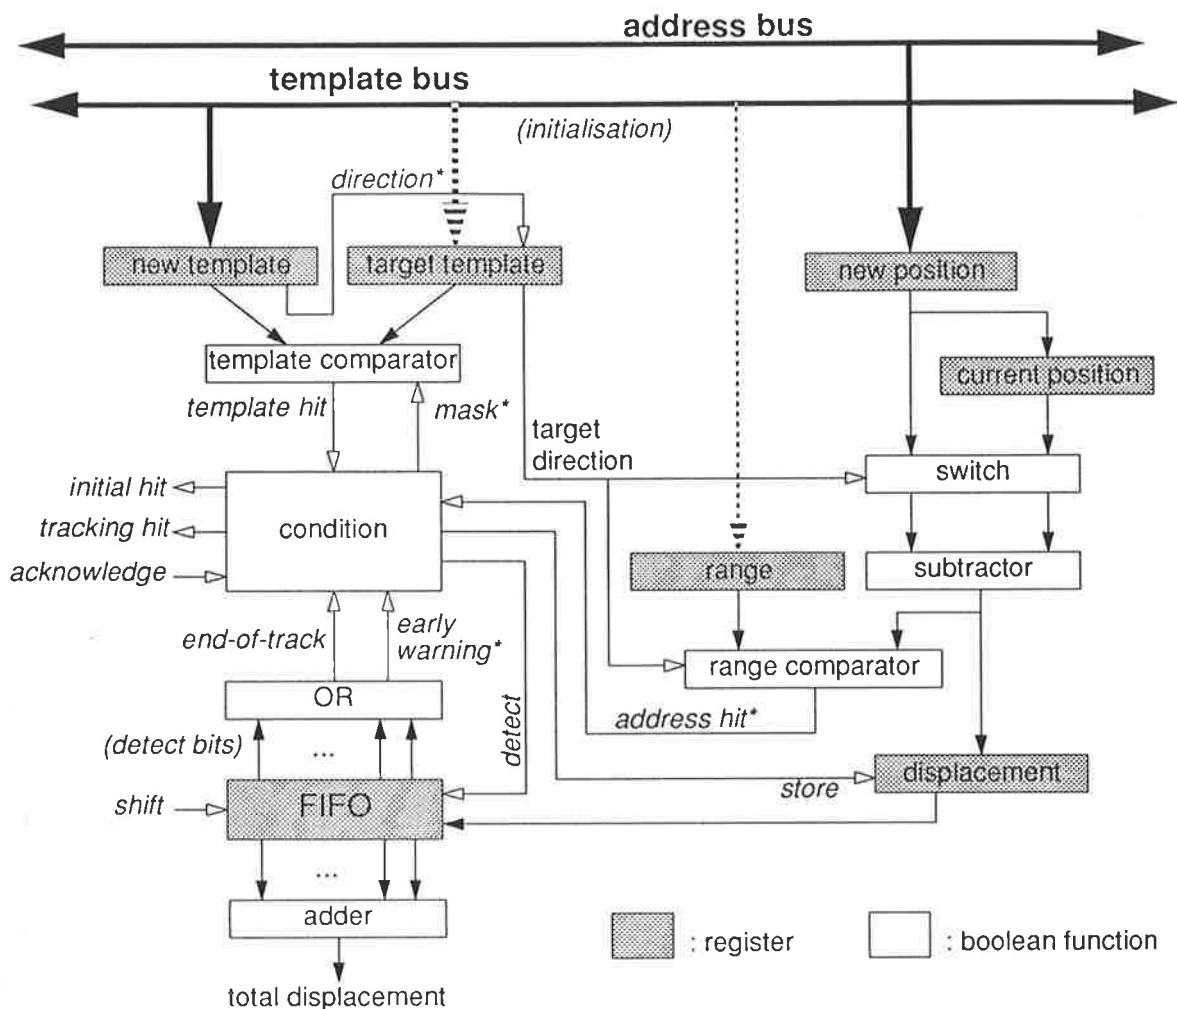 address bus
template bus
(initialisation)
direction*
new template
target template
new position
template comparator
current position
template hit
mask*
target
direction
switch
initial hit
tracking hit
acknowledge
condition
range
subtractor
end-of-track
early
warning*
range comparator
OR
address hit*
detect
(detect bits)
...
displacement
store
shift
FIFO
...
adder
: register
: boolean function
total displacement